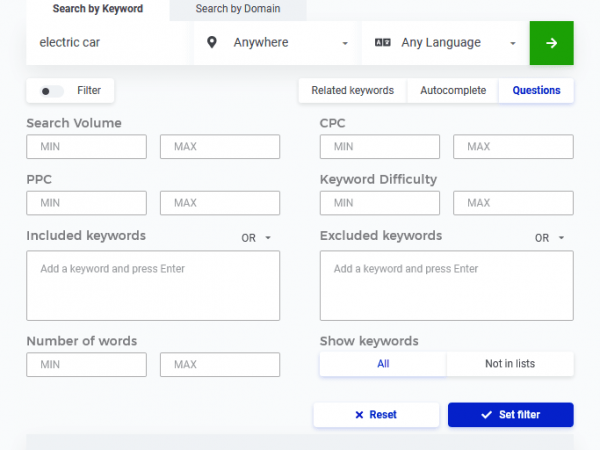 Search by Keyword Search by Domain
electric car Anywhere Any Language
Filter Related keywords Autocomplete Questions
Search Volume CPC
MIN MAX MIN MAX
PPC Keyword Difficulty
MIN MAX MIN MAX
Included keywords OR Excluded keywords OR
Add a keyword and press Enter Add a keyword and press Enter
Number of words Show keywords
MIN MAX All Not in lists
Reset Set filter